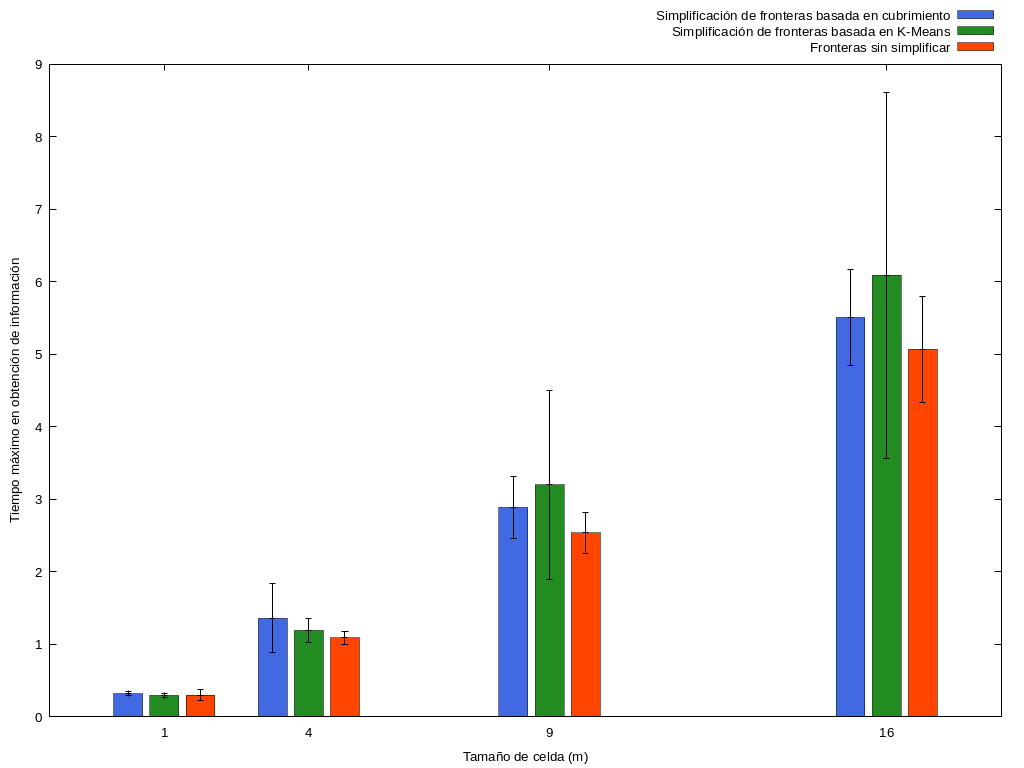 Simplificación de fronteras basada en cubrimiento
Simplificación de fronteras basada en K-Means
Fronteras sin simplificar
9
8
7
6
5
4
3
2
1
0
Tiempo máximo en obtención de información
1 4 9 16
Tamaño de celda (m)